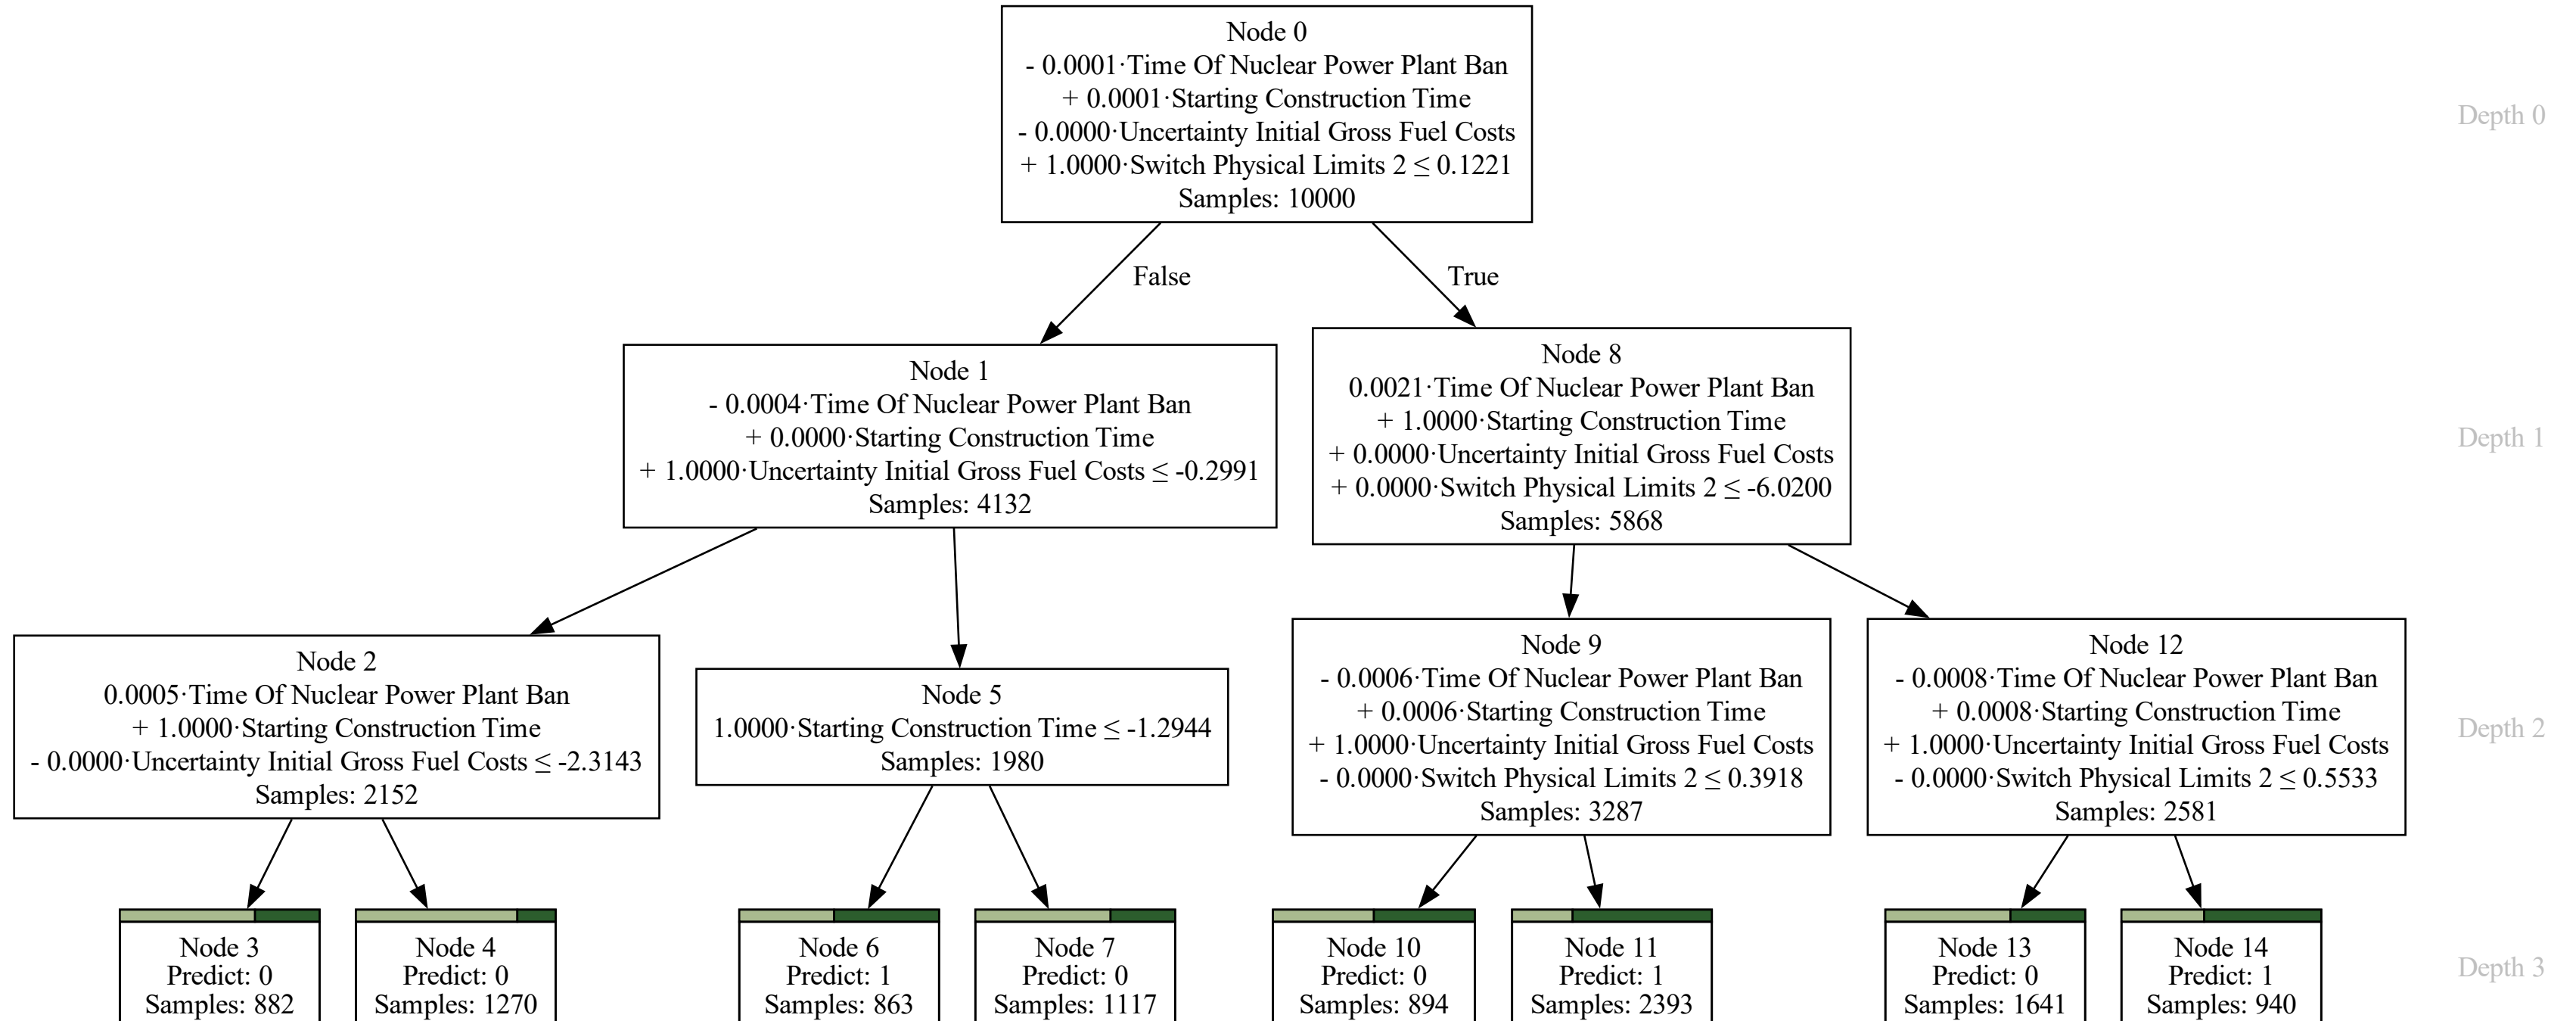 Node 0
- 0.0001·Time Of Nuclear Power Plant Ban
+ 0.0001·Starting Construction Time
- 0.0000·Uncertainty Initial Gross Fuel Costs
+ 1.0000·Switch Physical Limits 2 ≤ 0.1221
Samples: 10000
Depth 0
False
True
Node 1
- 0.0004·Time Of Nuclear Power Plant Ban
+ 0.0000·Starting Construction Time
+ 1.0000·Uncertainty Initial Gross Fuel Costs ≤ -0.2991
Samples: 4132
Node 8
0.0021·Time Of Nuclear Power Plant Ban
+ 1.0000·Starting Construction Time
+ 0.0000·Uncertainty Initial Gross Fuel Costs
+ 0.0000·Switch Physical Limits 2 ≤ -6.0200
Samples: 5868
Depth 1
Node 2
0.0005·Time Of Nuclear Power Plant Ban
+ 1.0000·Starting Construction Time
- 0.0000·Uncertainty Initial Gross Fuel Costs ≤ -2.3143
Samples: 2152
Node 5
1.0000·Starting Construction Time ≤ -1.2944
Samples: 1980
Node 9
- 0.0006·Time Of Nuclear Power Plant Ban
+ 0.0006·Starting Construction Time
+ 1.0000·Uncertainty Initial Gross Fuel Costs
- 0.0000·Switch Physical Limits 2 ≤ 0.3918
Samples: 3287
Node 12
- 0.0008·Time Of Nuclear Power Plant Ban
+ 0.0008·Starting Construction Time
+ 1.0000·Uncertainty Initial Gross Fuel Costs
- 0.0000·Switch Physical Limits 2 ≤ 0.5533
Samples: 2581
Depth 2
Node 3
Predict: 0
Samples: 882
Node 4
Predict: 0
Samples: 1270
Node 6
Predict: 1
Samples: 863
Node 7
Predict: 0
Samples: 1117
Node 10
Predict: 0
Samples: 894
Node 11
Predict: 1
Samples: 2393
Node 13
Predict: 0
Samples: 1641
Node 14
Predict: 1
Samples: 940
Depth 3